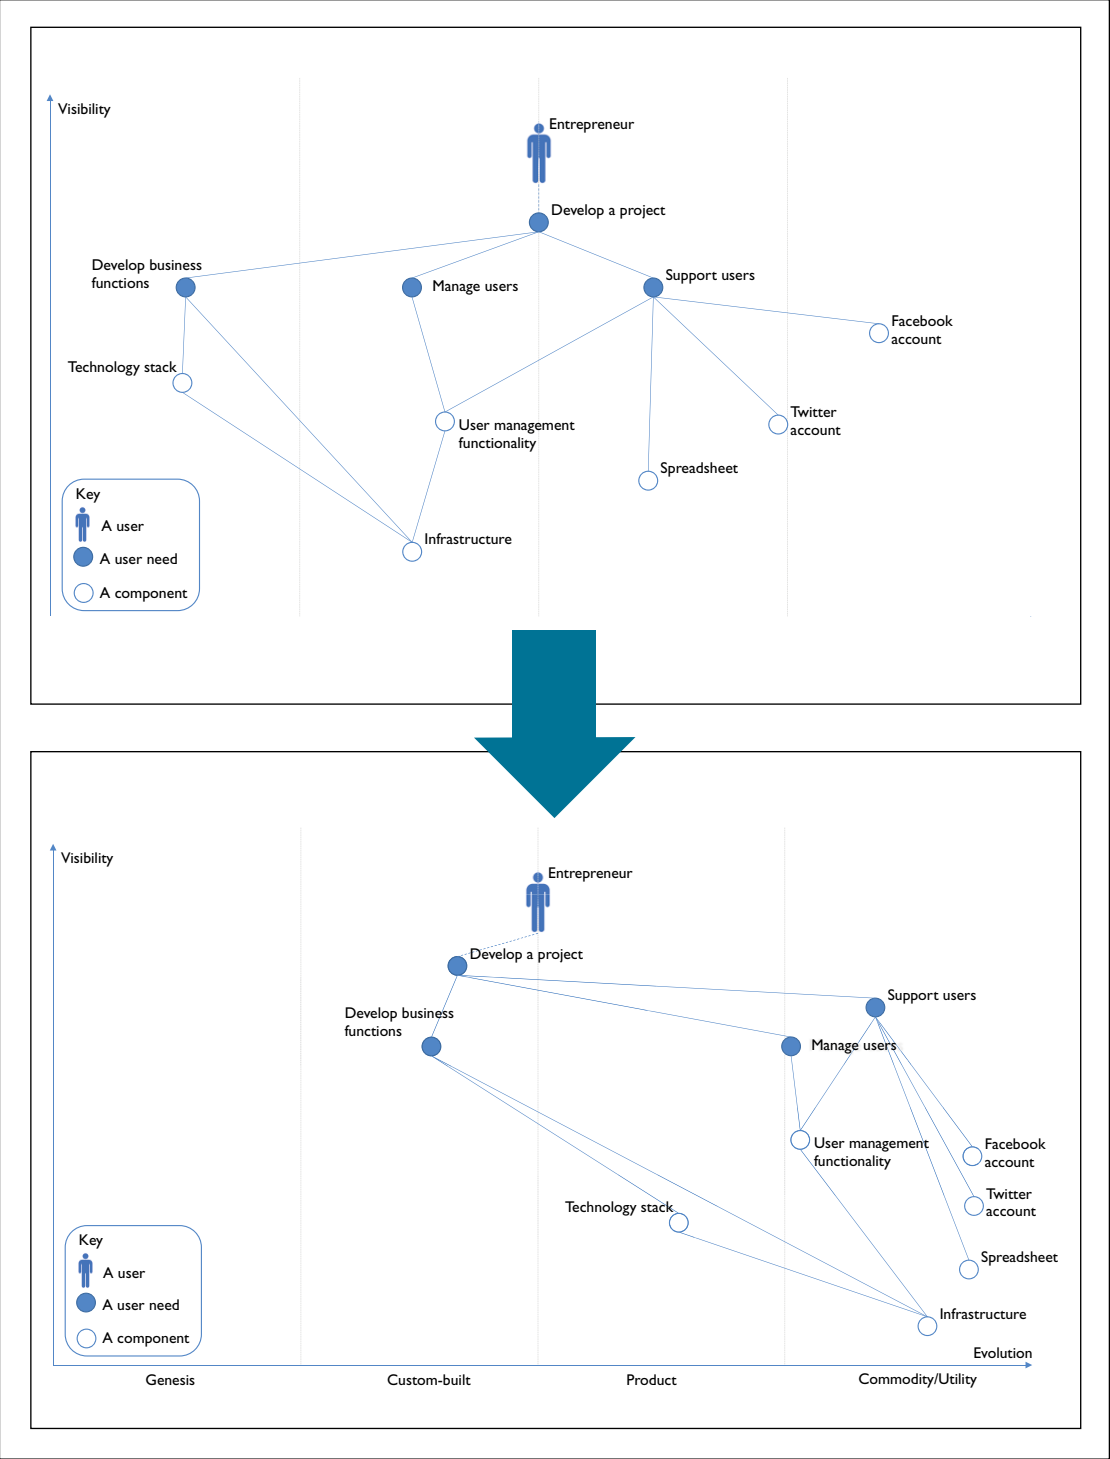 Visibility
Entrepreneur
Develop a project
Develop business
functions
Manage users
Support users
Facebook
account
Technology stack
Twitter
account
User management
functionality
Spreadsheet
Key
A user
A user need
A component
Infrastructure
Visibility
Entrepreneur
Develop a project
Support users
Develop business
functions
Manage users
User management
functionality
Facebook
account
Twitter
account
Technology stack
Spreadsheet
Key
A user
A user need
A component
Infrastructure
Evolution
Genesis
Custom-built
Product
Commodity/Utility